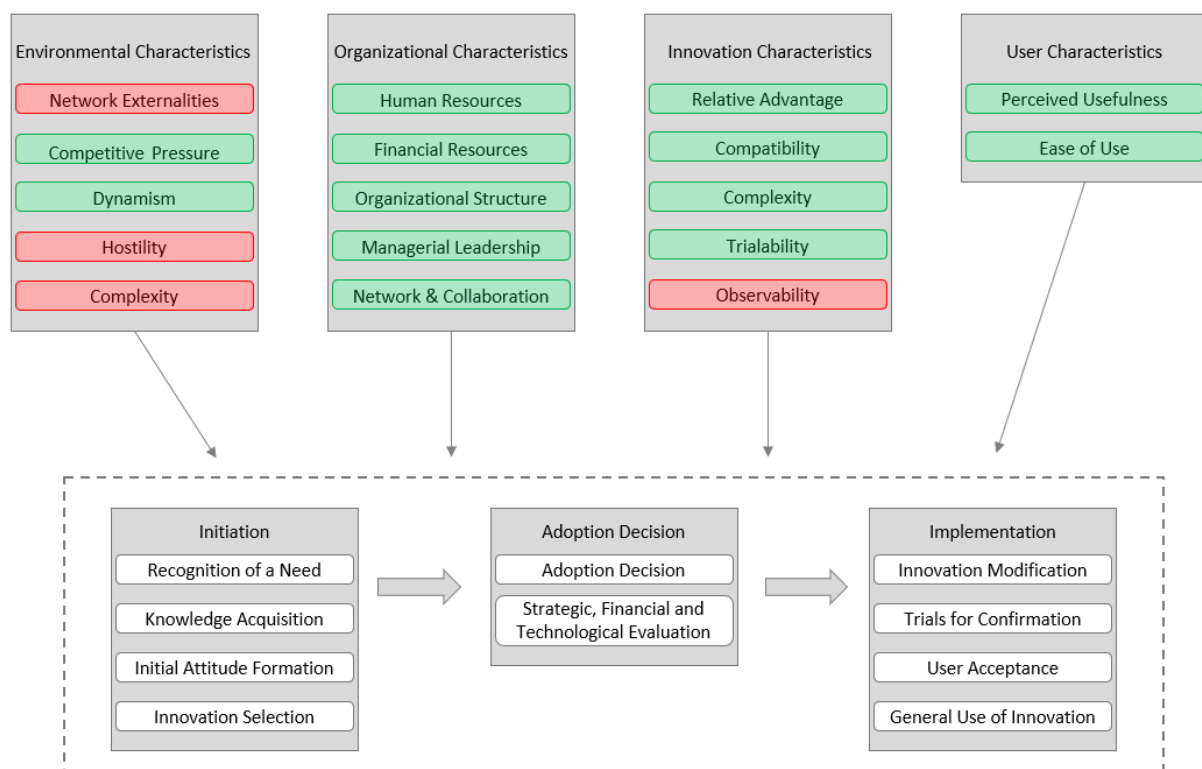 Environmental Characteristics
Network Externalities
Competitive Pressure
Dynamism
Hostility
Complexity
Organizational Characteristics
Human Resources
Financial Resources
Organizational Structure
Managerial Leadership
Network & Collaboration
Innovation Characteristics
Relative Advantage
Compatibility
Complexity
Trialability
Observability
User Characteristics
Perceived Usefulness
Ease of Use
Initiation
Recognition of a Need
Knowledge Acquisition
Initial Attitude Formation
Innovation Selection
Adoption Decision
Adoption Decision
Strategic, Financial and
Technological Evaluation
Implementation
Innovation Modification
Trials for Confirmation
User Acceptance
General Use of Innovation